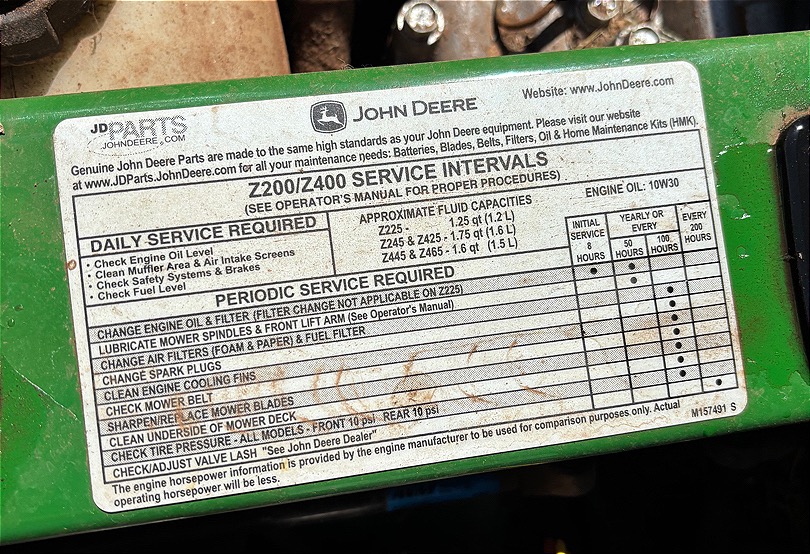 JDPARTS
JOHNDEERE.COM
JOHN DEERE
Website: www.JohnDeere.com
Genuine John Deere Parts are made to the same high standards as your John Deere equipment. Please visit our website
at www.JDParts.JohnDeere.com for all your maintenance needs: Batteries, Blades, Belts, Filters, Oil & Home Maintenance Kits (HMK).
Z200/Z400 SERVICE INTERVALS
(SEE OPERATOR'S MANUAL FOR PROPER PROCEDURES)
DAILY SERVICE REQUIRED
• Check Engine Oil Level
• Clean Muffler Area & Air Intake Screens
• Check Safety Systems & Brakes
• Check Fuel Level
APPROXIMATE FLUID CAPACITIES
Z225 - 1.25 qt (1.2 L)
Z245 & Z425 - 1.75 qt (1.6 L)
Z445 & Z465 - 1.6 qt (1.5 L)
ENGINE OIL: 10W30
PERIODIC SERVICE REQUIRED
INITIAL SERVICE 8 HOURS
YEARLY OR EVERY
50 HOURS
100 HOURS
EVERY 200 HOURS
CHANGE ENGINE OIL & FILTER (FILTER CHANGE NOT APPLICABLE ON Z225) • •
LUBRICATE MOWER SPINDLES & FRONT LIFT ARM (See Operator's Manual) •
CHANGE AIR FILTERS (FOAM & PAPER) & FUEL FILTER •
CHANGE SPARK PLUGS •
CLEAN ENGINE COOLING FINS •
CHECK MOWER BELT •
SHARPEN/REPLACE MOWER BLADES •
CLEAN UNDERSIDE OF MOWER DECK •
CHECK TIRE PRESSURE - ALL MODELS - FRONT 10 psi REAR 10 psi •
CHECK/ADJUST VALVE LASH "See John Deere Dealer" •
The engine horsepower information is provided by the engine manufacturer to be used for comparison purposes only. Actual
operating horsepower will be less.
M157491 S